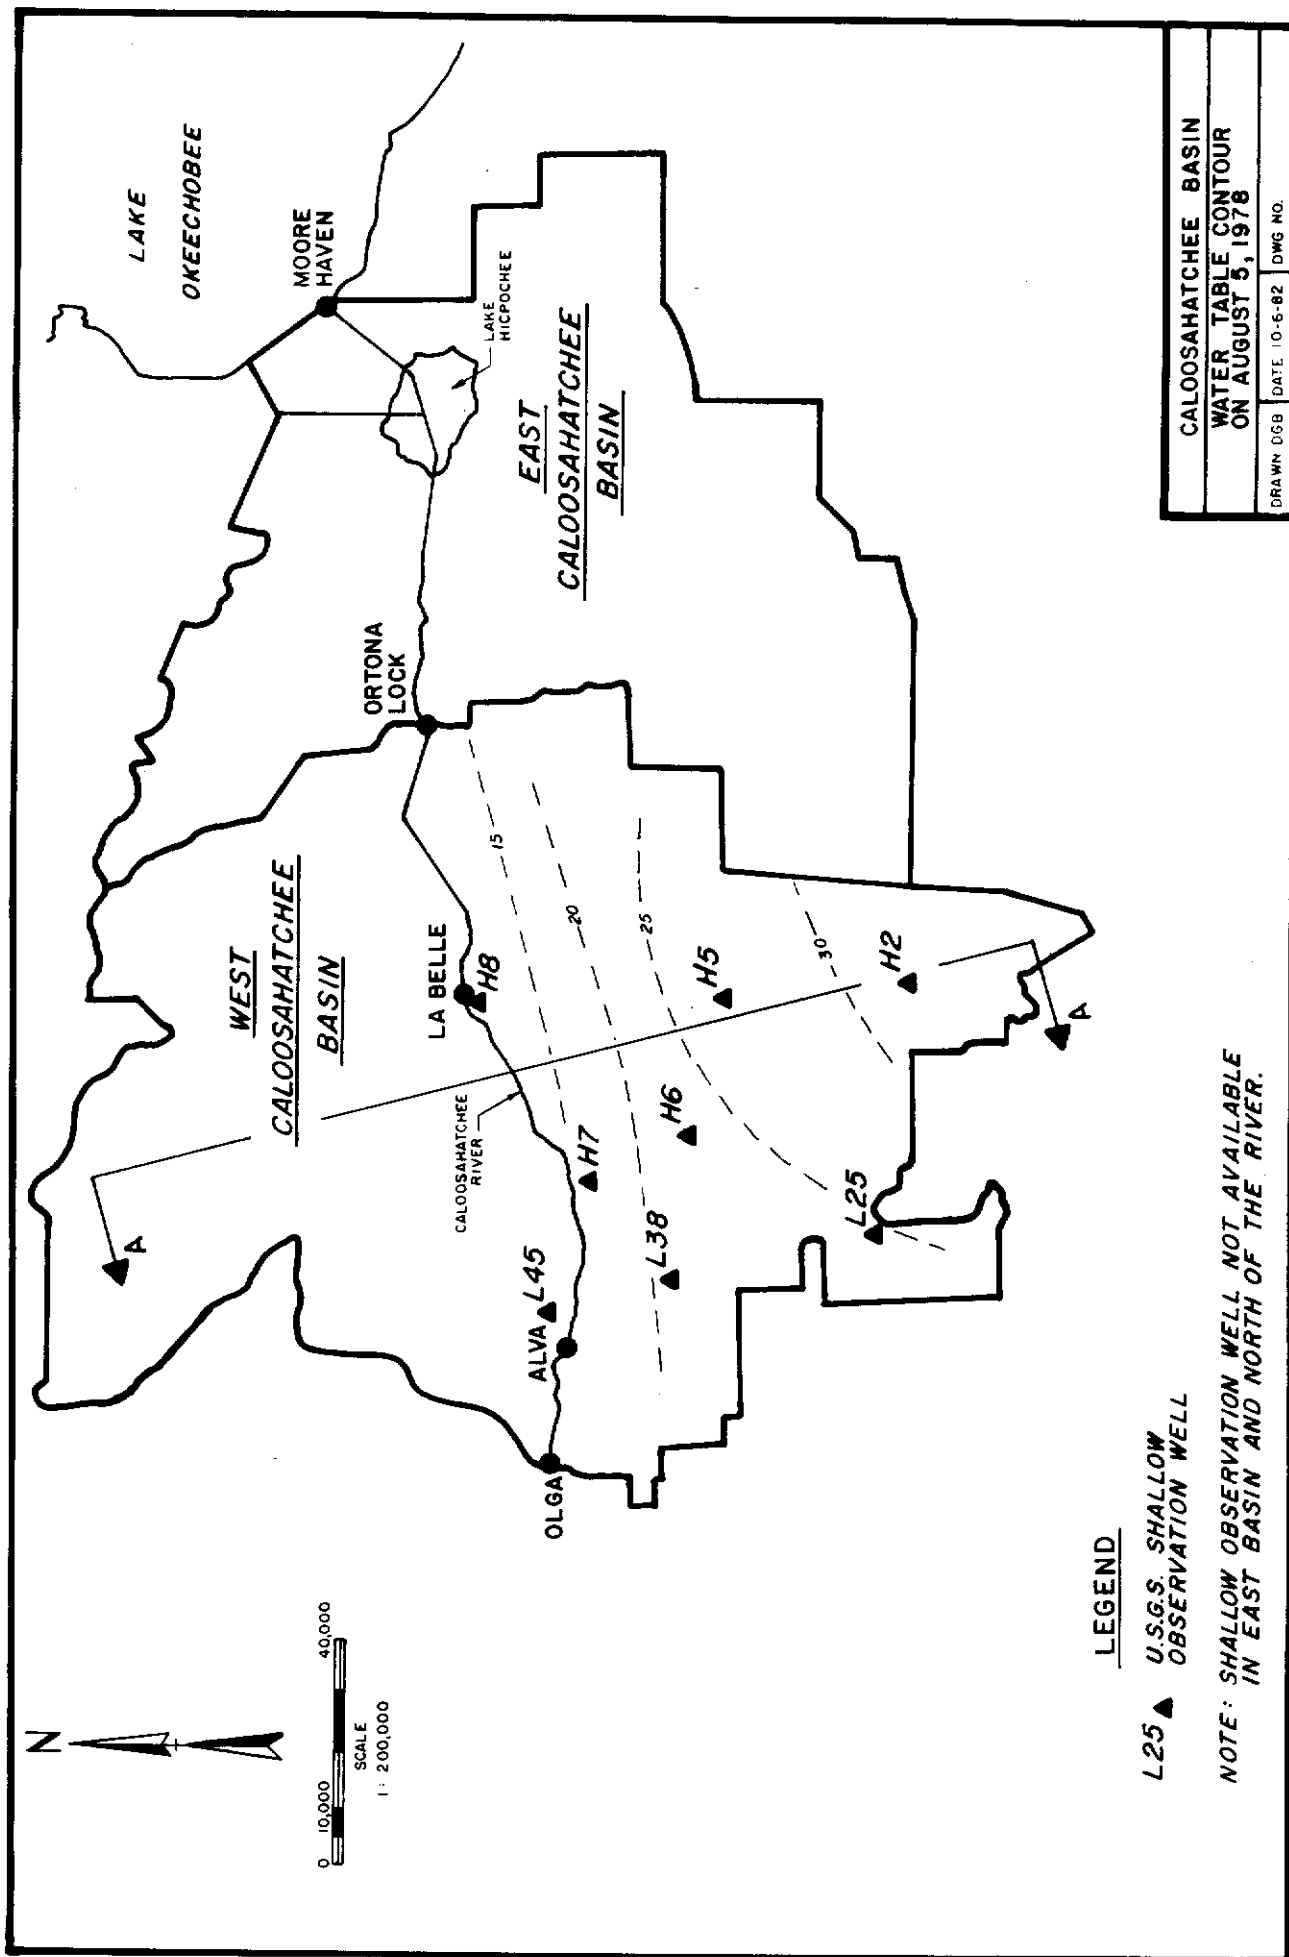 N
0 10,000 40,000
SCALE
1: 200,000
LAKE
OKEECHOBEE
MOORE
HAVEN
LAKE
HICPOCHEE
EAST
CALOOSAHATCHEE
BASIN
ORTONA
LOCK
WEST
CALOOSAHATCHEE
BASIN
LA BELLE
H8
CALOOSAHATCHEE
RIVER
A
15
20
25
30
H7
H6
H5
H2
L45
ALVA
L38
L25
OLGA
A
LEGEND
L25 U.S.G.S. SHALLOW
OBSERVATION WELL
NOTE: SHALLOW OBSERVATION WELL NOT AVAILABLE
IN EAST BASIN AND NORTH OF THE RIVER.
CALOOSAHATCHEE BASIN
WATER TABLE CONTOUR
ON AUGUST 5, 1978
DRAWN DGB DATE 10-6-82 DWG NO.